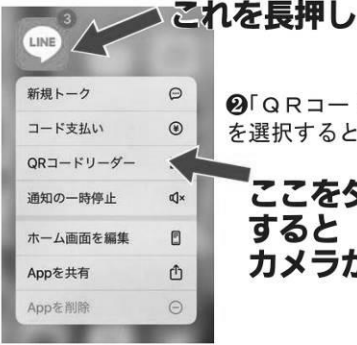 これを長押し
3
LINE
新規トーク
コード支払い
QRコードリーダー
通知の一時停止
ホーム画面を編集
Appを共有
Appを削除
❷「QRコー
を選択すると
ここを
すると
カメラが